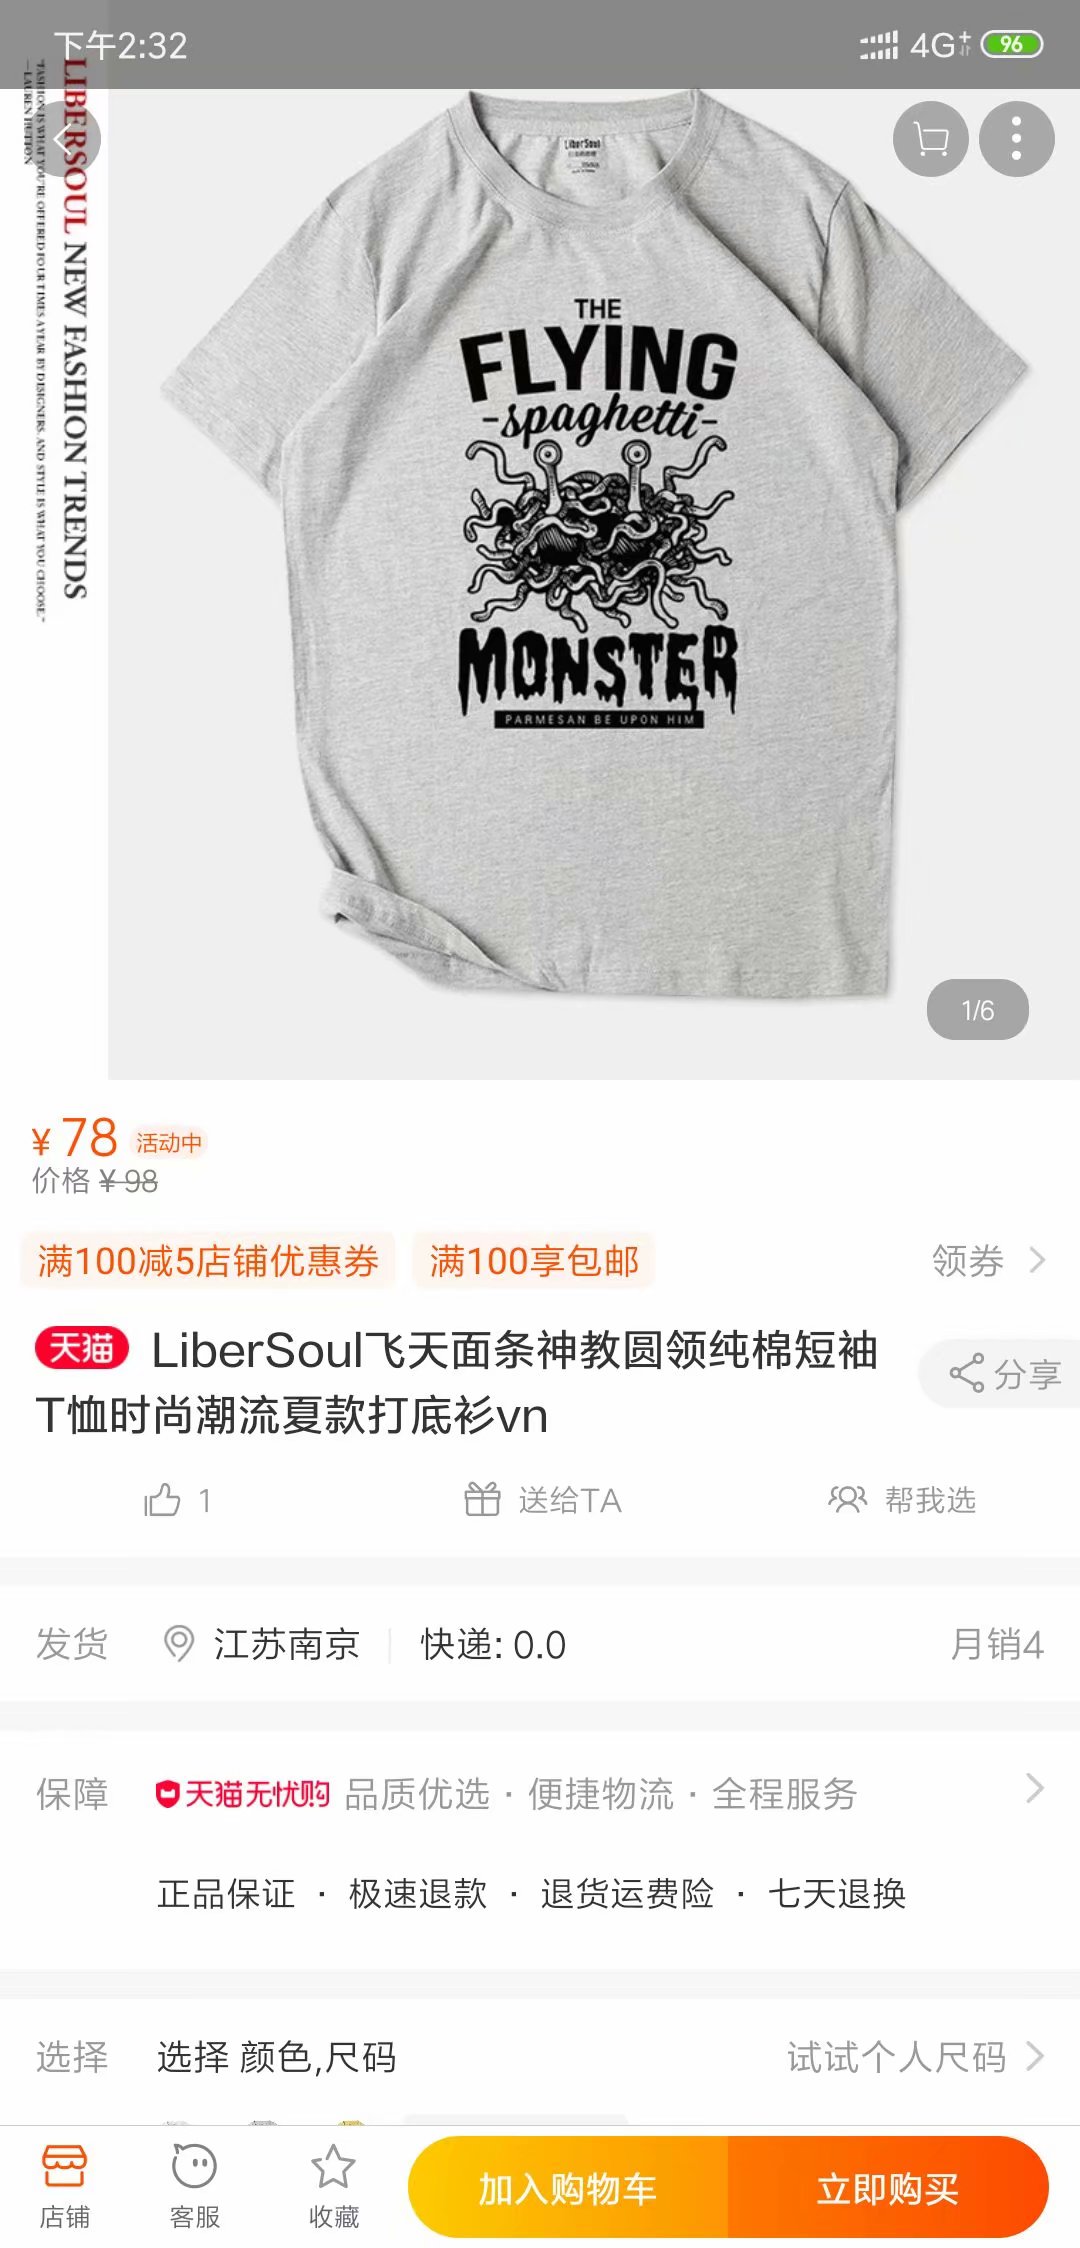 下午2:32
4G+
96
LIBERSOUL NEW FASHION TRENDS
"FASHION IS WHAT YOU'RE OFFERED FOUR TIMES A YEAR BY DESIGNERS. AND STYLE IS WHAT YOU CHOOSE."
—LAUREN HUTTON
LiberSoul
THE
FLYING
-spaghetti-
MONSTER
PARMESAN BE UPON HIM
1/6
¥78 活动中
价格 ¥98
满100减5店铺优惠券 满100享包邮 领券
天猫 LiberSoul飞天面条神教圆领纯棉短袖
T恤时尚潮流夏款打底衫vn
分享
1 送给TA 帮我选
发货 江苏南京 快递: 0.0 月销4
保障 天猫无忧购 品质优选 · 便捷物流 · 全程服务
正品保证 · 极速退款 · 退货运费险 · 七天退换
选择 选择 颜色,尺码 试试个人尺码
店铺 客服 收藏 加入购物车 立即购买